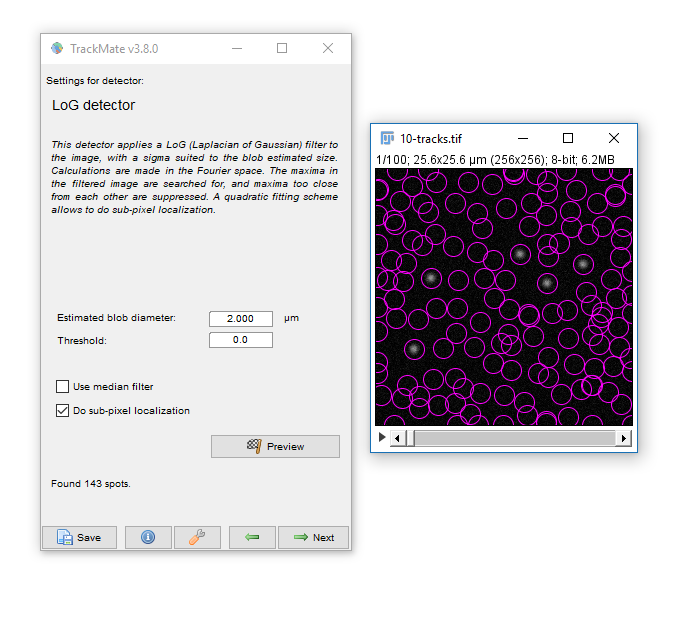 TrackMate v3.8.0
Settings for detector:
LoG detector
This detector applies a LoG (Laplacian of Gaussian) filter to
the image, with a sigma suited to the blob estimated size.
Calculations are made in the Fourier space. The maxima in
the filtered image are searched for, and maxima too close
from each other are suppressed. A quadratic fitting scheme
allows to do sub-pixel localization.
Estimated blob diameter: 2.000 µm
Threshold: 0.0
Use median filter
Do sub-pixel localization
Preview
Found 143 spots.
Save
Next
10-tracks.tif
1/100; 25.6x25.6 µm (256x256); 8-bit; 6.2MB